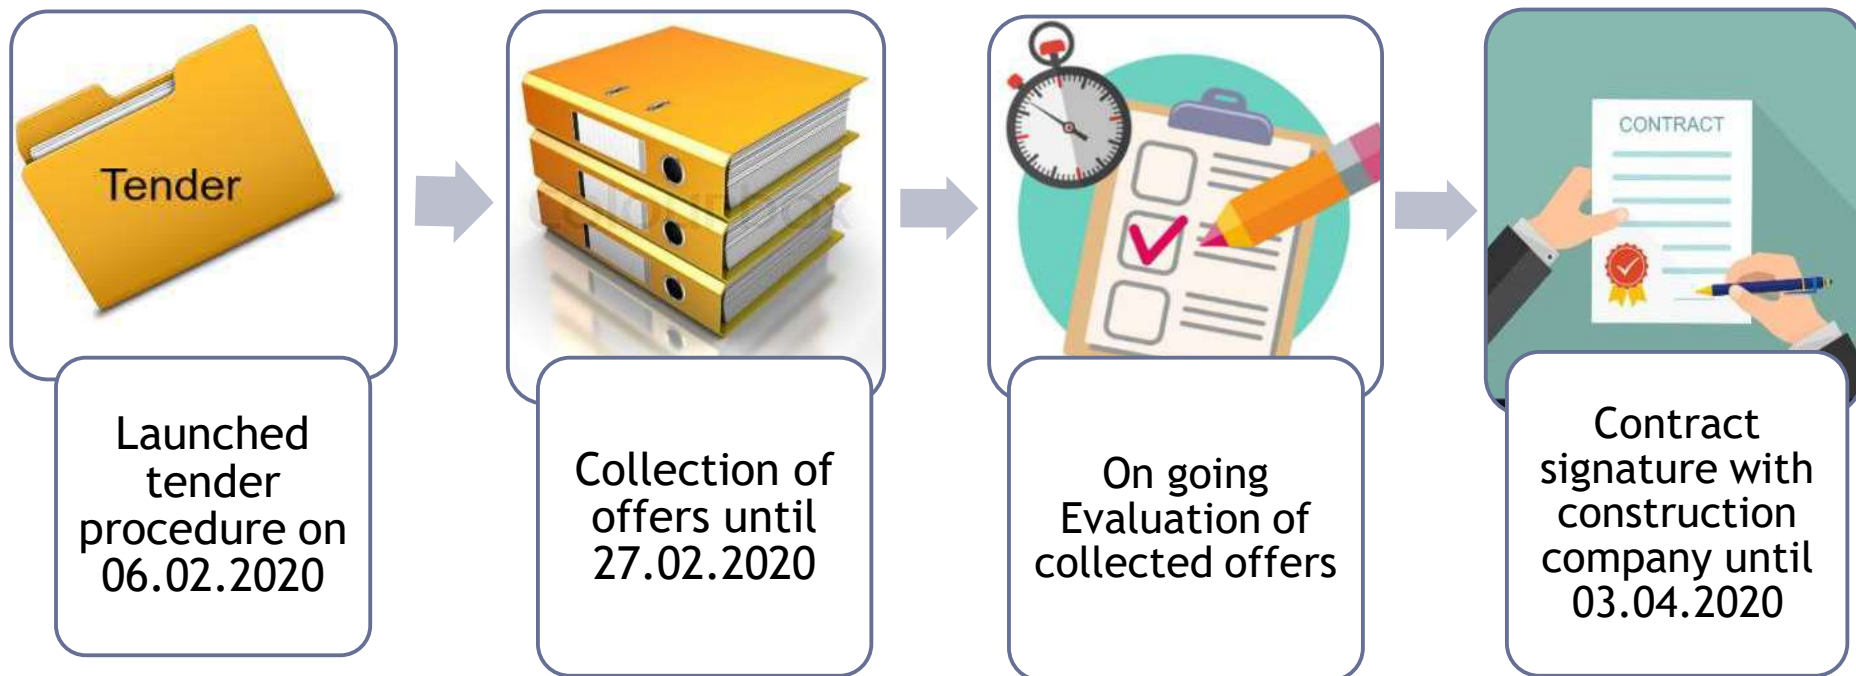 Tender
CONTRACT
Launched
tender
procedure on
06.02.2020
Collection of
offers until
27.02.2020
On going
Evaluation of
collected offers
Contract
signature with
construction
company until
03.04.2020